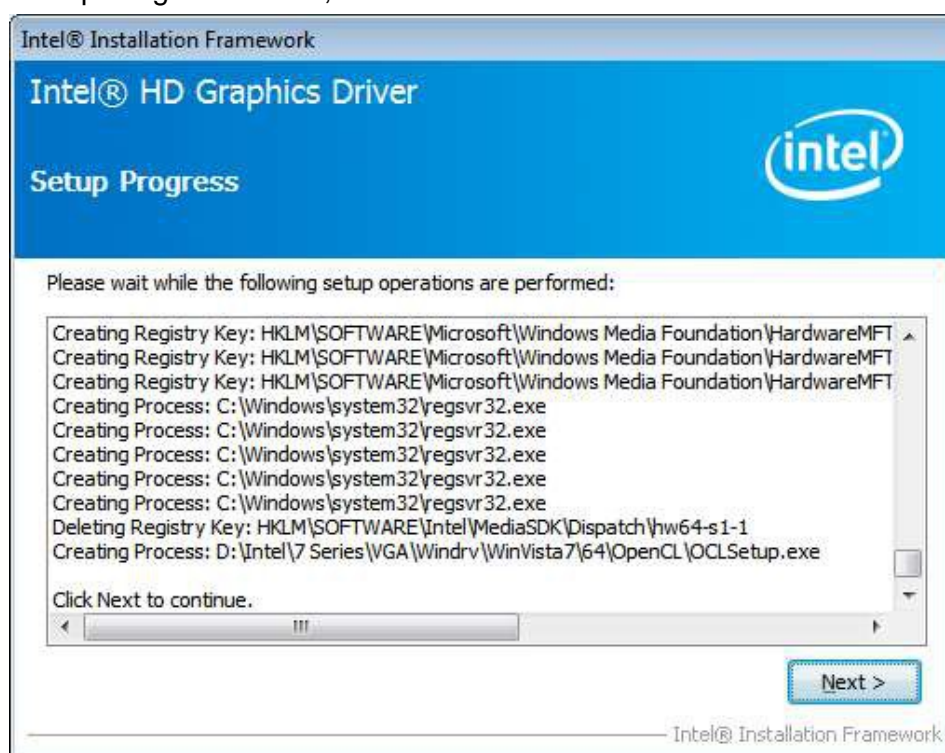 Intel® Installation Framework
Intel® HD Graphics Driver
intel
Setup Progress
Please wait while the following setup operations are performed:
Creating Registry Key: HKLM\SOFTWARE\Microsoft\Windows Media Foundation\HardwareMFT
Creating Registry Key: HKLM\SOFTWARE\Microsoft\Windows Media Foundation\HardwareMFT
Creating Registry Key: HKLM\SOFTWARE\Microsoft\Windows Media Foundation\HardwareMFT
Creating Process: C:\Windows\system32\regsvr32.exe
Creating Process: C:\Windows\system32\regsvr32.exe
Creating Process: C:\Windows\system32\regsvr32.exe
Creating Process: C:\Windows\system32\regsvr32.exe
Creating Process: C:\Windows\system32\regsvr32.exe
Deleting Registry Key: HKLM\SOFTWARE\Intel\MediaSDK\Dispatch\hw64-s1-1
Creating Process: D:\Intel\7 Series\VGA\Windrv\WinVista7\64\OpenCL\OCLSetup.exe
Click Next to continue.
Next >
Intel® Installation Framework